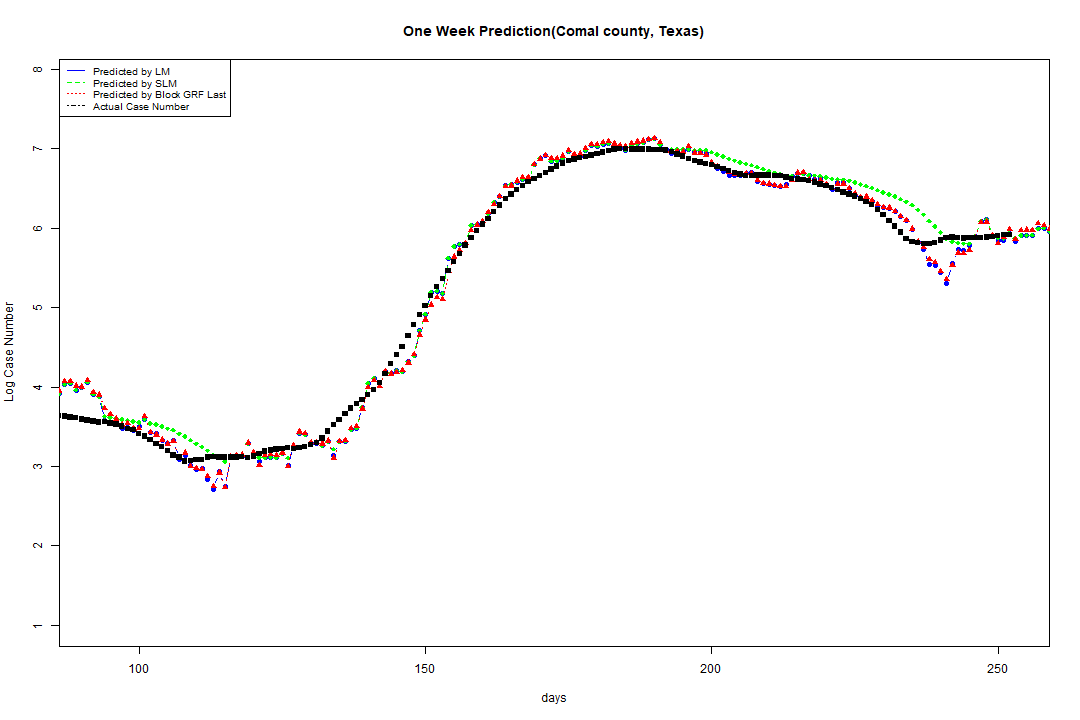 One Week Prediction(Comal county, Texas)
Predicted by LM
Predicted by SLM
Predicted by Block GRF Last
Actual Case Number
8
7
6
5
4
3
2
1
Log Case Number
100
150
200
250
days